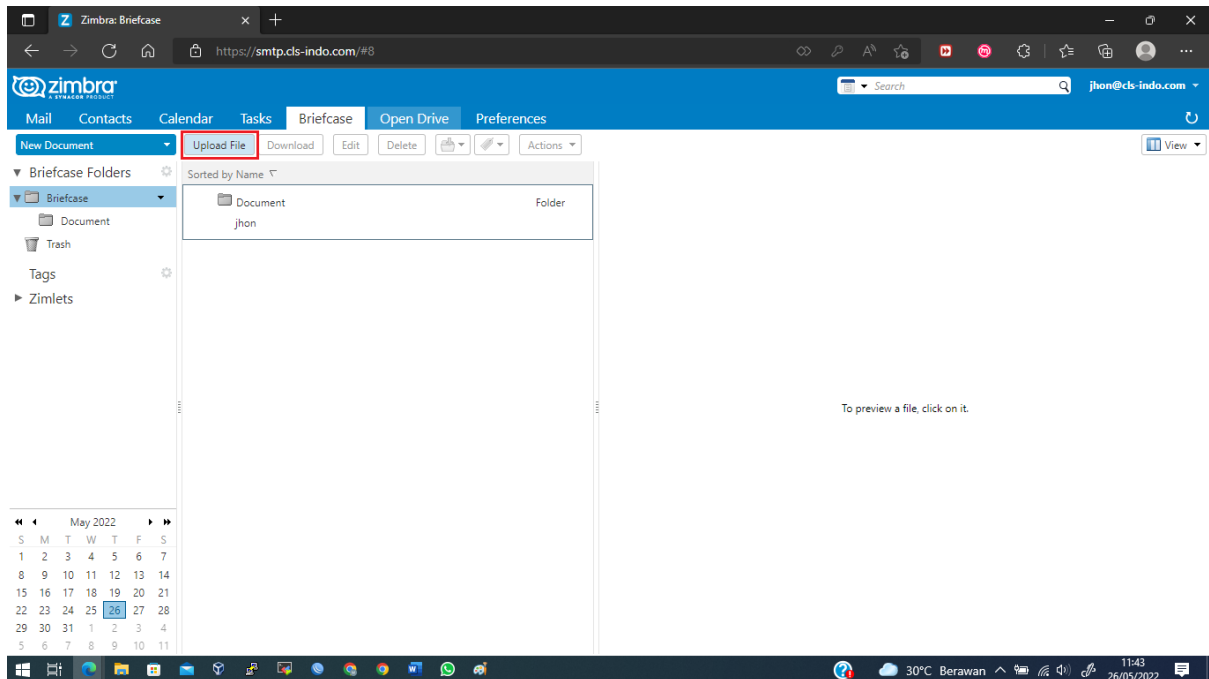 Zimbra: Briefcase
https://smtp.cls-indo.com/#8
zimbra
A SYNACOR PRODUCT
Search
jhon@cls-indo.com
Mail Contacts Calendar Tasks Briefcase Open Drive Preferences
New Document Upload File Download Edit Delete Actions View
Briefcase Folders
Sorted by Name
Briefcase
Document Folder
jhon
Document
Trash
Tags
Zimlets
To preview a file, click on it.
May 2022
S M T W T F S
1 2 3 4 5 6 7
8 9 10 11 12 13 14
15 16 17 18 19 20 21
22 23 24 25 26 27 28
29 30 31 1 2 3 4
5 6 7 8 9 10 11
30°C Berawan
11:43
26/05/2022